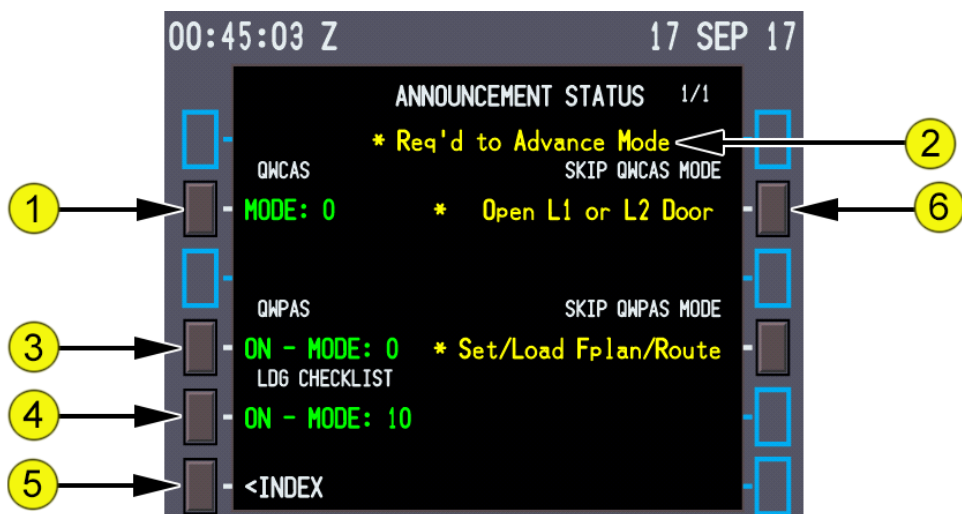 00:45:03 Z 17 SEP 17
ANNOUNCEMENT STATUS 1/1
* Req'd to Advance Mode
2
QWCAS SKIP QWCAS MODE
1 MODE: 0 * Open L1 or L2 Door 6
QWPAS SKIP QWPAS MODE
3 ON - MODE: 0 * Set/Load Fplan/Route
LDG CHECKLIST
4 ON - MODE: 10
5 <INDEX